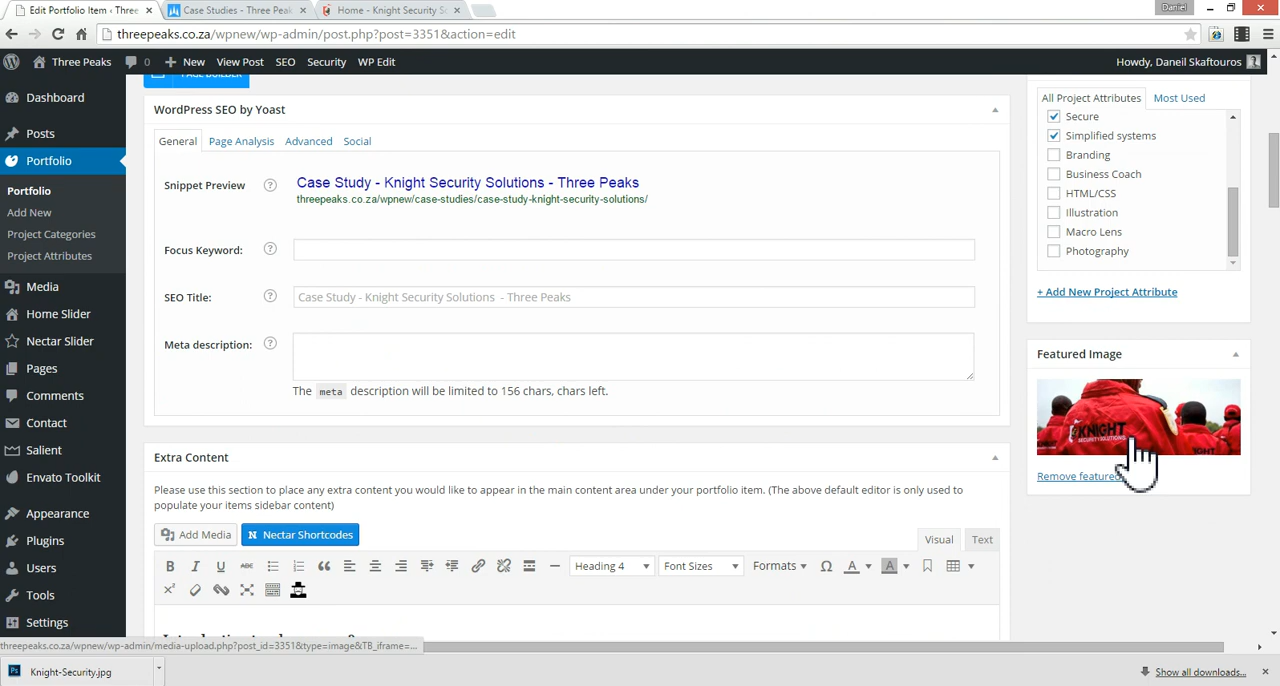 Edit Portfolio Item ‹ Three
Case Studies - Three Peak
Home - Knight Security S
Daniel
threepeaks.co.za/wpnew/wp-admin/post.php?post=3351&action=edit
Three Peaks
0
New
View Post
SEO
Security
WP Edit
Howdy, Daneil Skaftouros
Dashboard
Posts
Portfolio
Portfolio
Add New
Project Categories
Project Attributes
Media
Home Slider
Nectar Slider
Pages
Comments
Contact
Salient
Envato Toolkit
Appearance
Plugins
Users
Tools
Settings
PAGE BUILDER
WordPress SEO by Yoast
General
Page Analysis
Advanced
Social
Snippet Preview
?
Case Study - Knight Security Solutions - Three Peaks
threepeaks.co.za/wpnew/case-studies/case-study-knight-security-solutions/
Focus Keyword:
?
SEO Title:
?
Case Study - Knight Security Solutions - Three Peaks
Meta description:
?
The meta description will be limited to 156 chars, chars left.
Extra Content
Please use this section to place any extra content you would like to appear in the main content area under your portfolio item. (The above default editor is only used to
populate your items sidebar content)
Add Media
N Nectar Shortcodes
Visual
Text
B I U ABC
Heading 4
Font Sizes
Formats
Ω
A
A
All Project Attributes
Most Used
Secure
Simplified systems
Branding
Business Coach
HTML/CSS
Illustration
Macro Lens
Photography
+ Add New Project Attribute
Featured Image
KNIGHT
SECURITY SOLUTIONS
Remove featured
threepeaks.co.za/wpnew/wp-admin/media-upload.php?post_id=3351&type=image&TB_iframe=...
Knight-Security.jpg
Show all downloads...